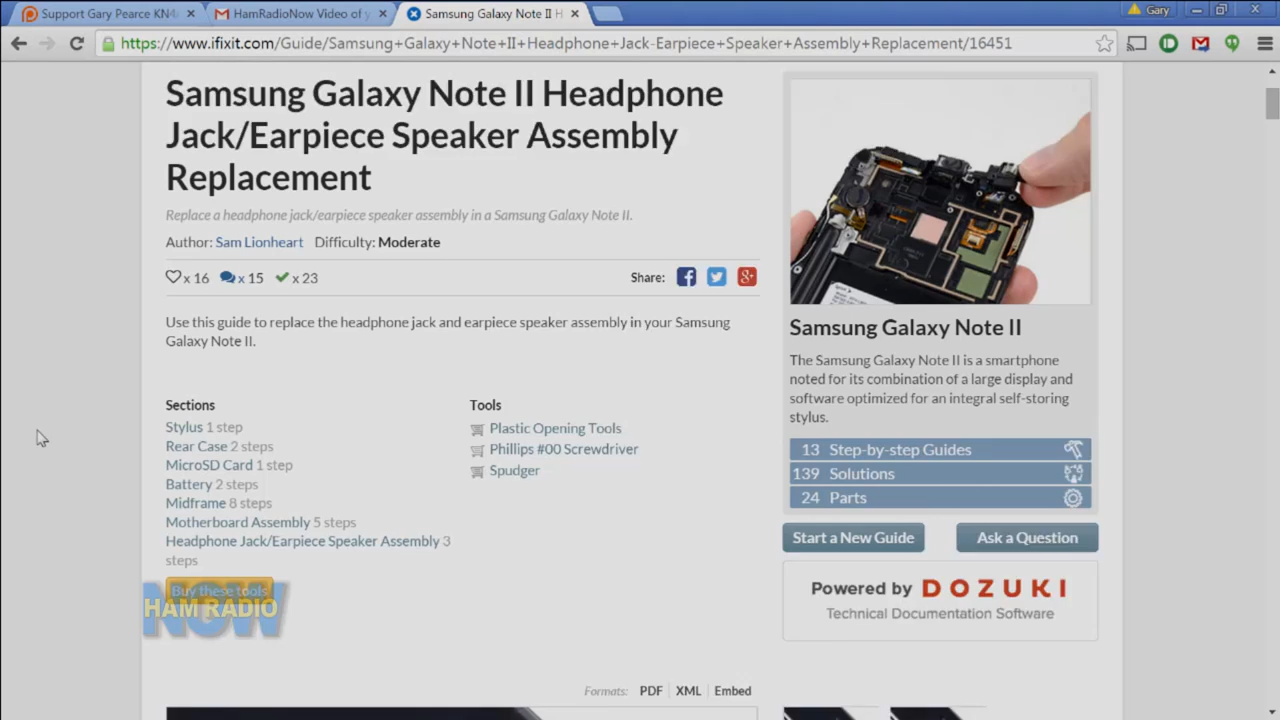 Support Gary Pearce KN4
HamRadioNow Video of y
Samsung Galaxy Note II H
Gary
https://www.ifixit.com/Guide/Samsung+Galaxy+Note+II+Headphone+Jack-Earpiece+Speaker+Assembly+Replacement/16451
Samsung Galaxy Note II Headphone
Jack/Earpiece Speaker Assembly
Replacement
Replace a headphone jack/earpiece speaker assembly in a Samsung Galaxy Note II.
Author: Sam Lionheart Difficulty: Moderate
x 16 x 15 x 23 Share:
Use this guide to replace the headphone jack and earpiece speaker assembly in your Samsung
Galaxy Note II.
Sections
Stylus 1 step
Rear Case 2 steps
MicroSD Card 1 step
Battery 2 steps
Midframe 8 steps
Motherboard Assembly 5 steps
Headphone Jack/Earpiece Speaker Assembly 3
steps
Buy these tools
NOW
HAM RADIO
Tools
Plastic Opening Tools
Phillips #00 Screwdriver
Spudger
Formats: PDF XML Embed
Samsung Galaxy Note II
The Samsung Galaxy Note II is a smartphone
noted for its combination of a large display and
software optimized for an integral self-storing
stylus.
13 Step-by-step Guides
139 Solutions
24 Parts
Start a New Guide
Ask a Question
Powered by DOZUKI
Technical Documentation Software